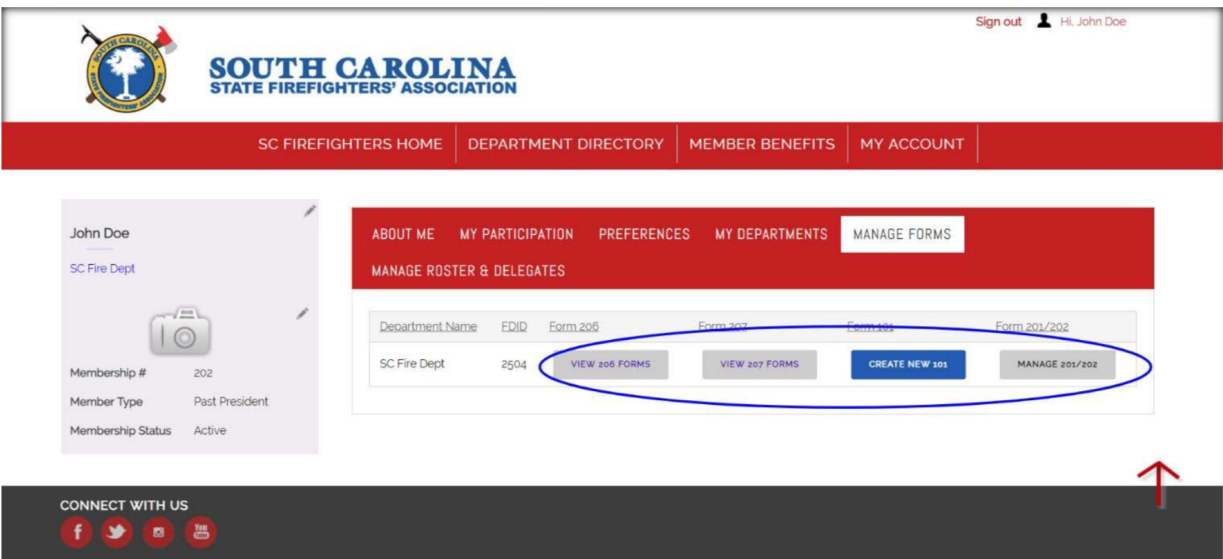 Sign out Hi, John Doe
SOUTH CAROLINA
STATE FIREFIGHTERS' ASSOCIATION
SC FIREFIGHTERS HOME DEPARTMENT DIRECTORY MEMBER BENEFITS MY ACCOUNT
John Doe
SC Fire Dept
Membership # 202
Member Type Past President
Membership Status Active
ABOUT ME MY PARTICIPATION PREFERENCES MY DEPARTMENTS MANAGE FORMS
MANAGE ROSTER & DELEGATES
Department Name FDID Form 206 Form 207 Form 101 Form 201/202
SC Fire Dept 2504 VIEW 206 FORMS VIEW 207 FORMS CREATE NEW 101 MANAGE 201/202
CONNECT WITH US
You Tube